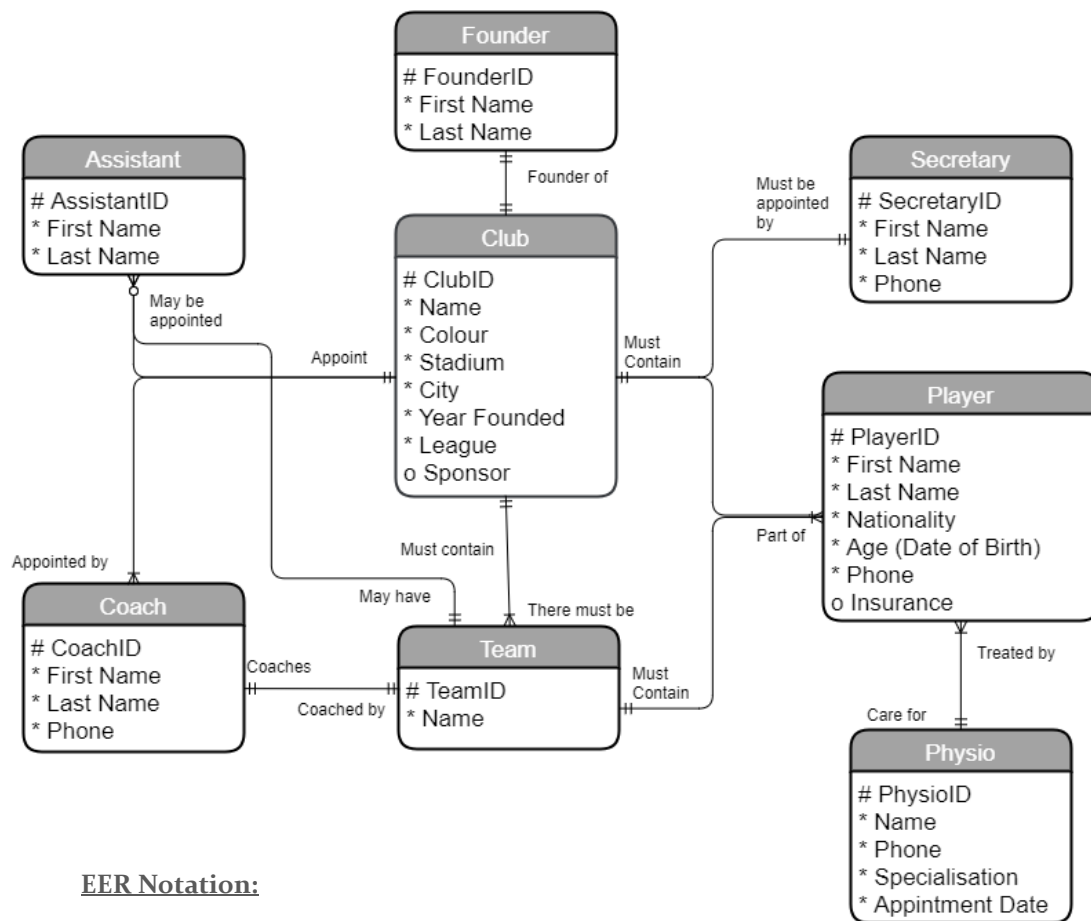 Founder
# FounderID
* First Name
* Last Name
Founder of
Assistant
# AssistantID
* First Name
* Last Name
May be
appointed
Secretary
# SecretaryID
* First Name
* Last Name
* Phone
Must be
appointed
by
Club
# ClubID
* Name
* Colour
* Stadium
* City
* Year Founded
* League
o Sponsor
Appoint
Must
Contain
Player
# PlayerID
* First Name
* Last Name
* Nationality
* Age (Date of Birth)
* Phone
o Insurance
Part of
Treated by
Must contain
There must be
Appointed by
Coach
# CoachID
* First Name
* Last Name
* Phone
Coaches
Coached by
May have
Team
# TeamID
* Name
Must
Contain
Care for
Physio
# PhysioID
* Name
* Phone
* Specialisation
* Appintment Date
EER Notation: